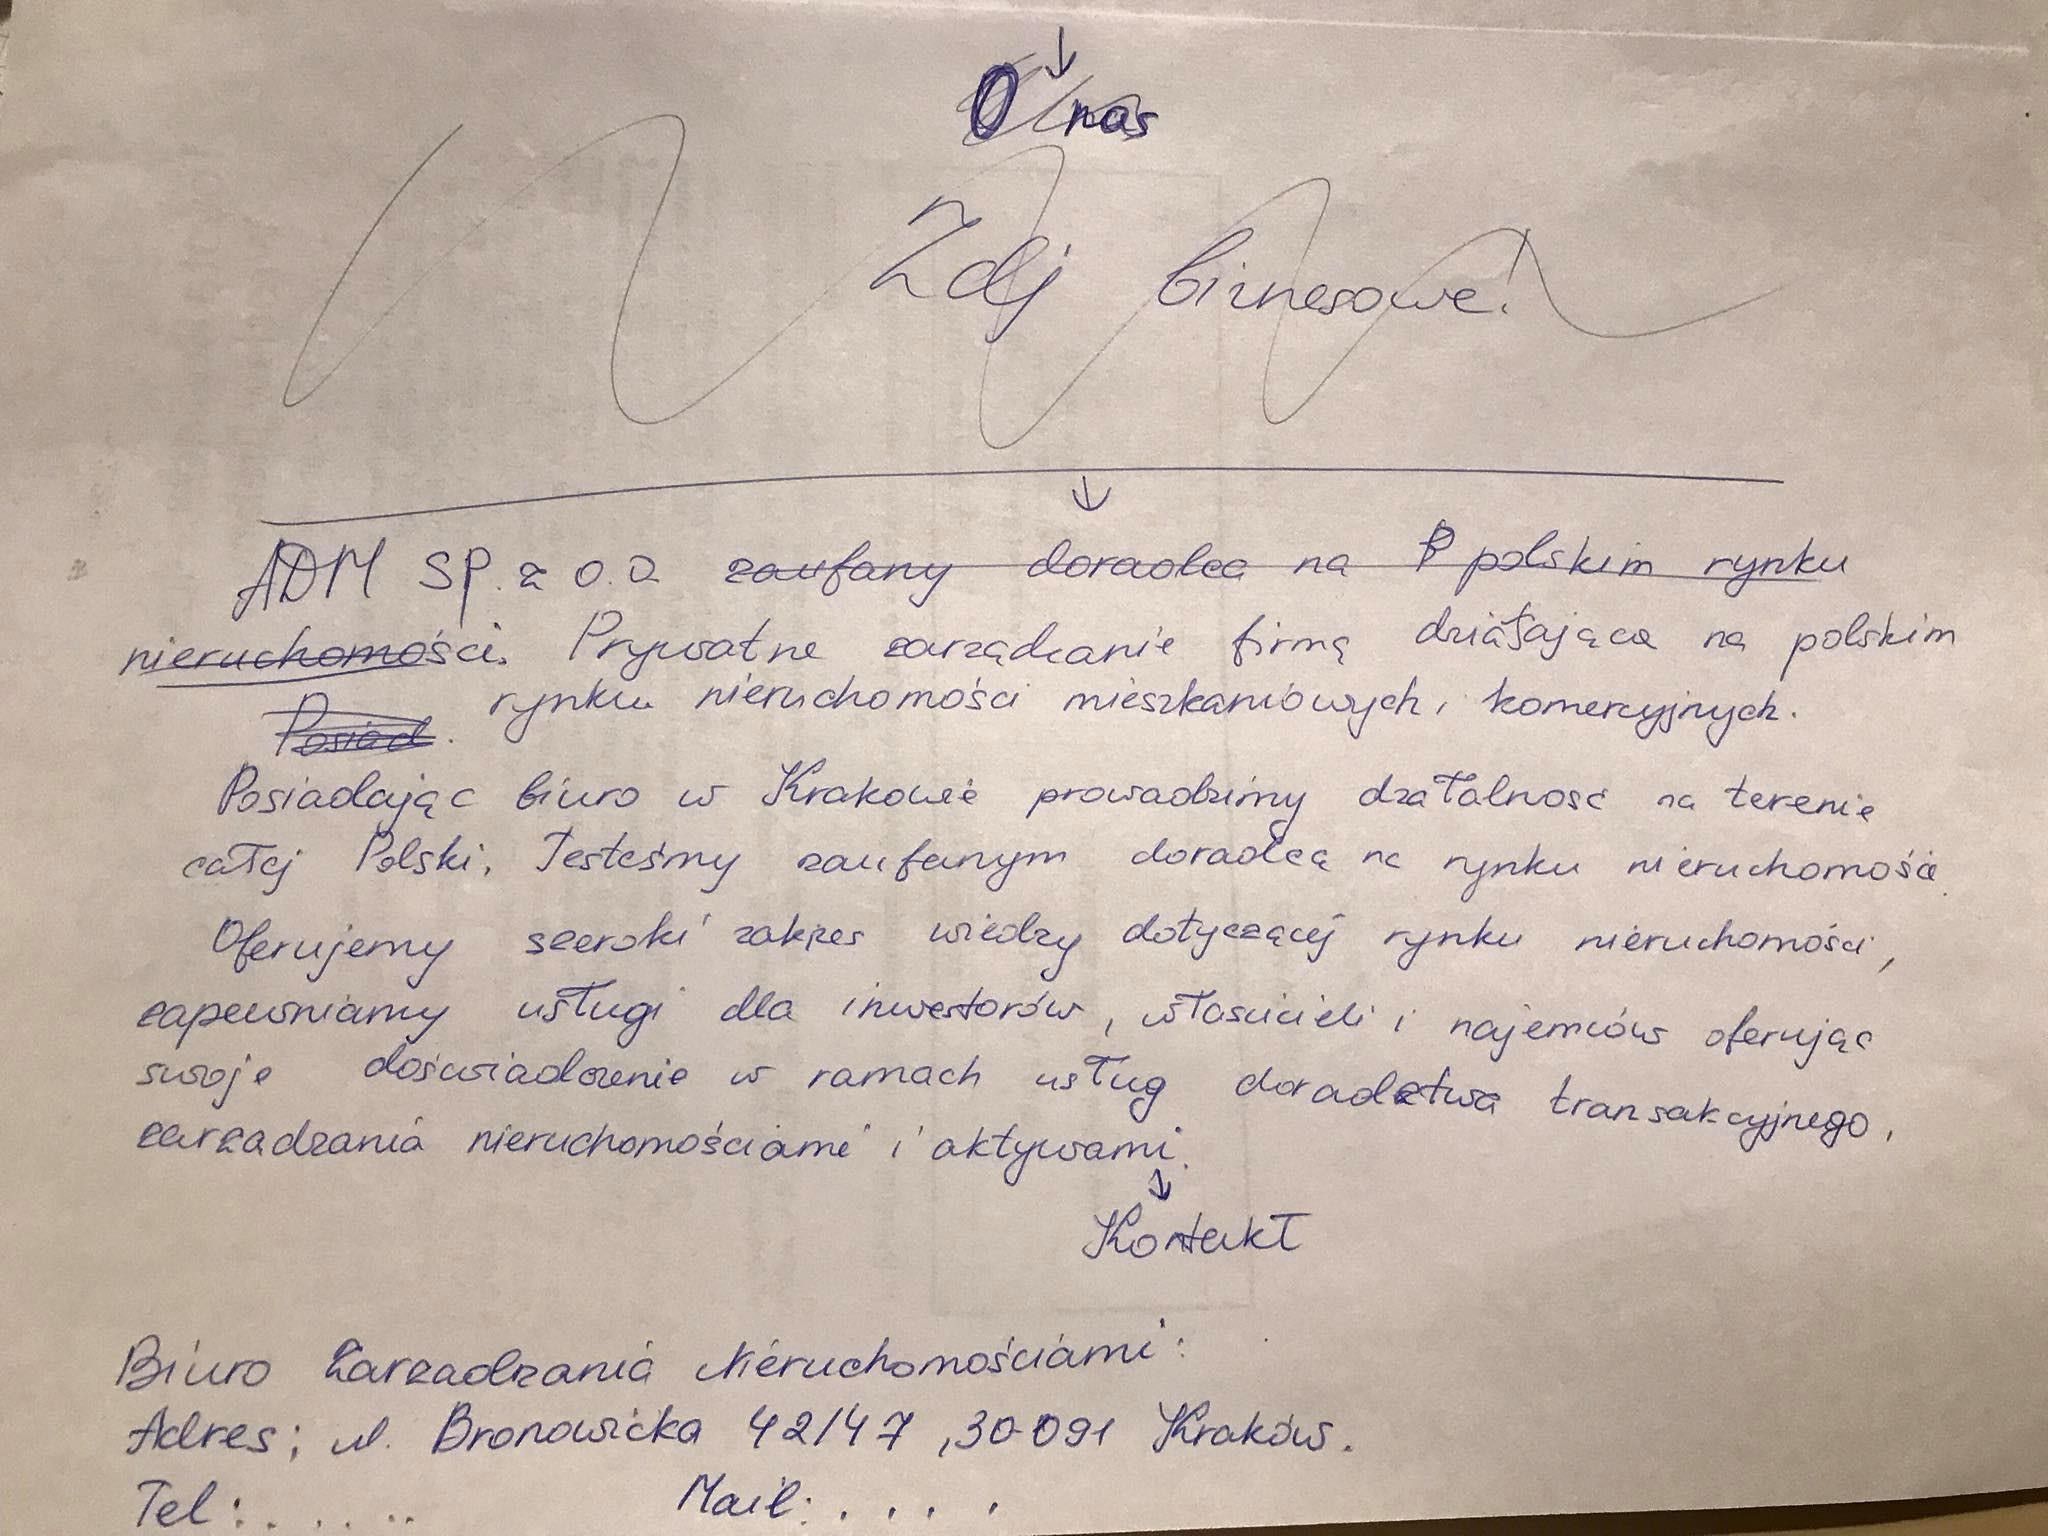 O nas
Zdj biznesowe!
ADM SP. z o.o zaufany doradca na P polskim rynku
nieruchomości. Prywatne zarządzanie firmą działająca na polskim
Posiad. rynku nieruchomości mieszkaniowych i komercyjnych.
Posiadając biuro w Krakowie prowadzimy działalność na terenie
całej Polski. Jesteśmy zaufanym doradcą na rynku nieruchomości.
Oferujemy szeroki zakres wiedzy dotyczącej rynku nieruchomości,
zapewniamy usługi dla inwestorów, właścicieli i najemców oferując
swoje doświadczenie w ramach usług doradztwa transakcyjnego,
zarządzania nieruchomościami i aktywami.
Kontakt
Biuro Zarzadzania Nieruchomościami:
Adres: ul. Bronowicka 42/47, 30-091 Kraków.
Tel: ..... Mail: ....